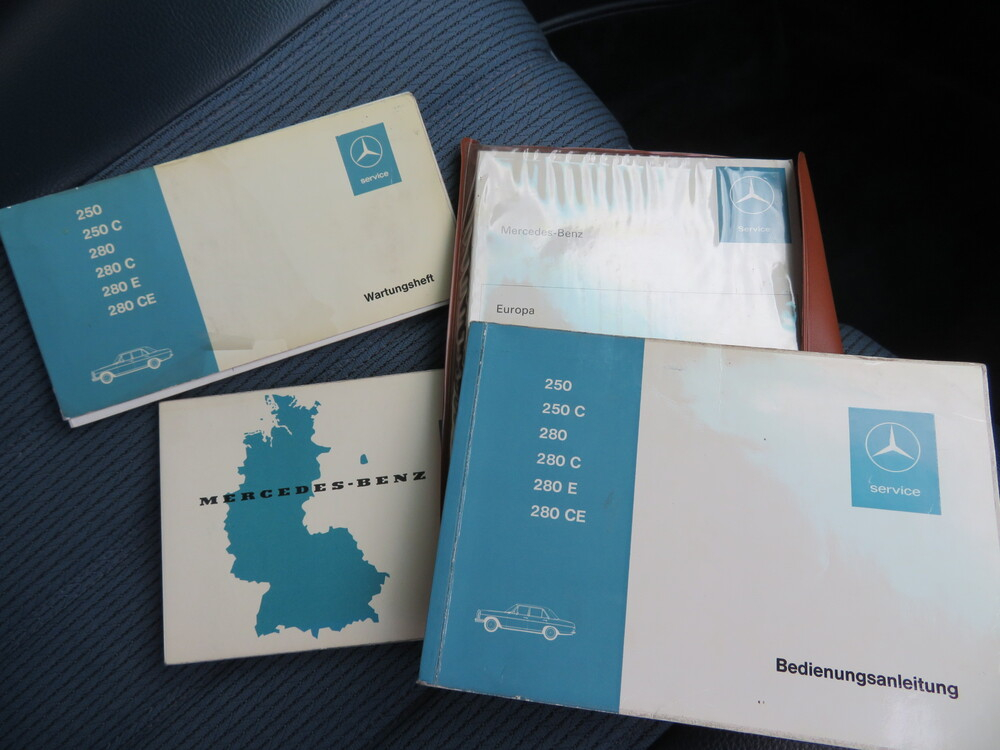 250
250 C
280
280 C
280 E
280 CE
service
Wartungsheft
Mercedes-Benz
Service
Europa
MERCEDES-BENZ
250
250 C
280
280 C
280 E
280 CE
service
Bedienungsanleitung